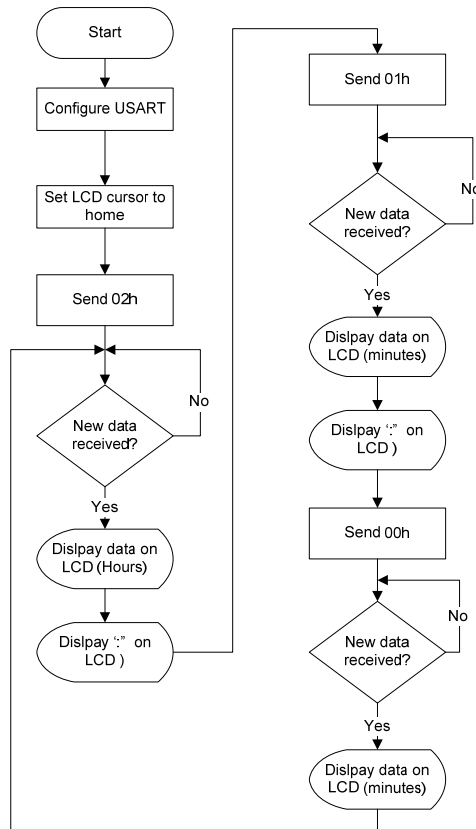 Start
Configure USART
Set LCD cursor to
home
Send 02h
No
New data
received?
Yes
Dislpay data on
LCD (Hours)
Dislpay ‘:” on
LCD )
Send 01h
No
New data
received?
Yes
Dislpay data on
LCD (minutes)
Dislpay ‘:” on
LCD )
Send 00h
No
New data
received?
Yes
Dislpay data on
LCD (minutes)